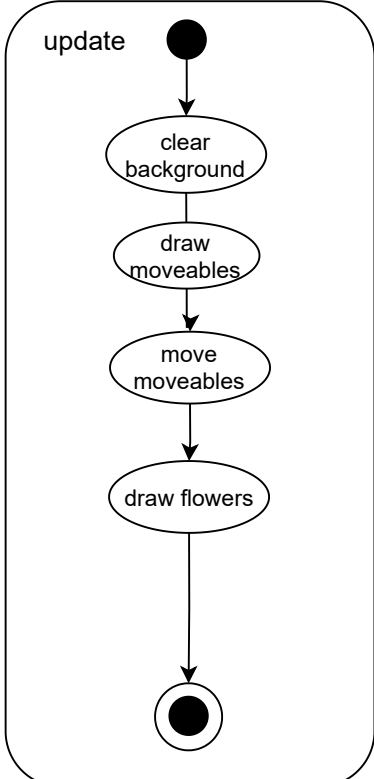 update
clear
background
draw
moveables
move
moveables
draw flowers